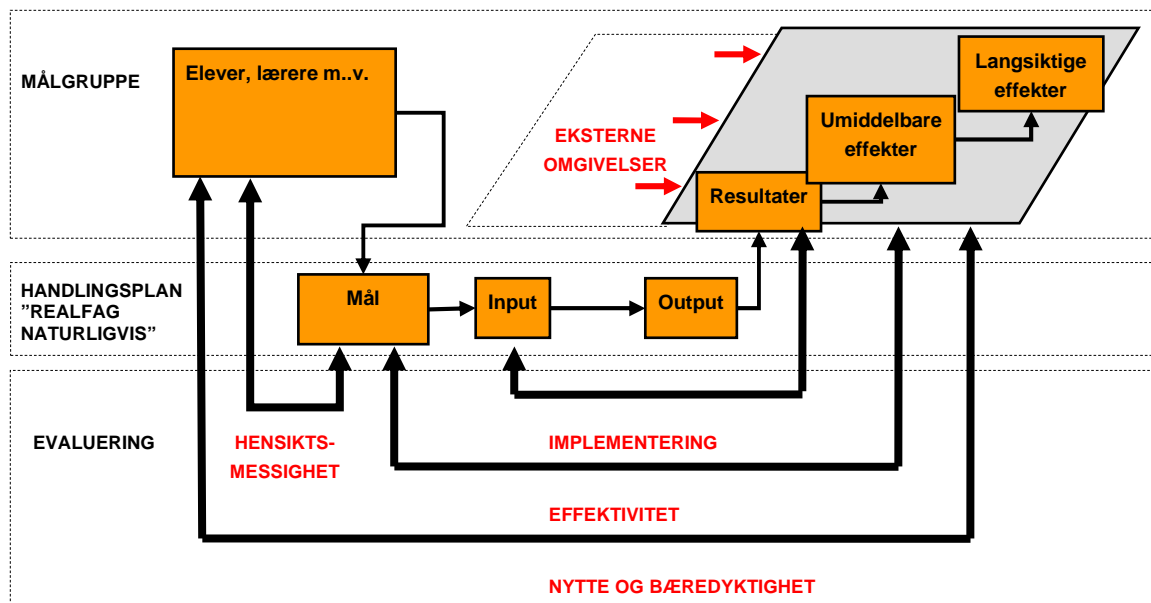 MÅLGRUPPE
Elever, lærere m..v.
EKSTERNE
OMGIVELSER
Langsiktige
effekter
Umiddelbare
effekter
Resultater
HANDLINGSPLAN
”REALFAG
NATURLIGVIS”
Mål
Input
Output
EVALUERING
HENSIKTS-
MESSIGHET
IMPLEMENTERING
EFFEKTIVITET
NYTTE OG BÆREDYKTIGHET